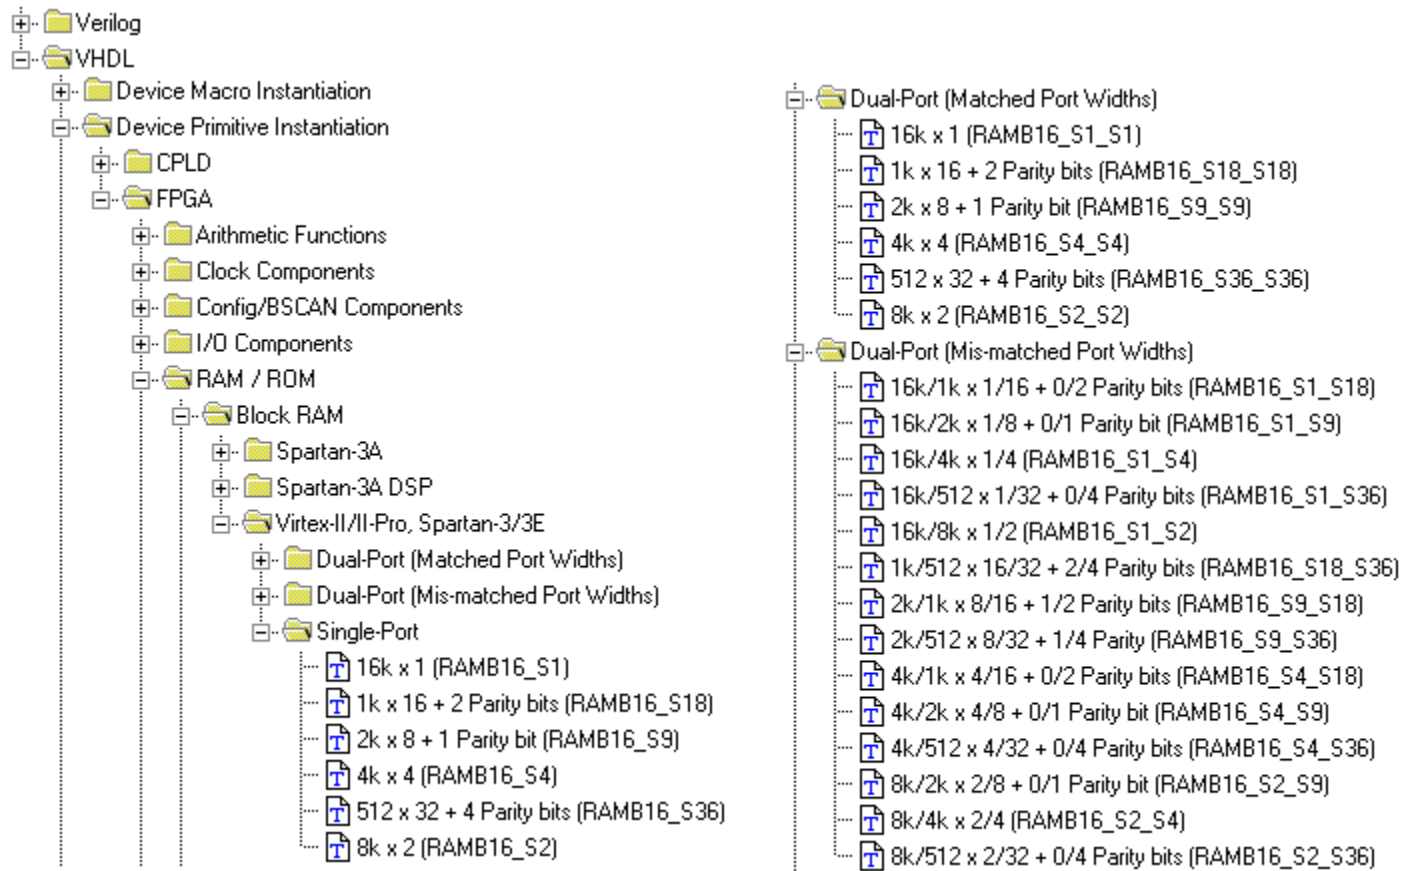 Verilog
VHDL
Device Macro Instantiation
Device Primitive Instantiation
CPLD
FPGA
Arithmetic Functions
Clock Components
Config/BSCAN Components
I/O Components
RAM / ROM
Block RAM
Spartan-3A
Spartan-3A DSP
Virtex-II/II-Pro, Spartan-3/3E
Dual-Port (Matched Port Widths)
Dual-Port (Mis-matched Port Widths)
Single-Port
16k x 1 (RAMB16_S1)
1k x 16 + 2 Parity bits (RAMB16_S18)
2k x 8 + 1 Parity bit (RAMB16_S9)
4k x 4 (RAMB16_S4)
512 x 32 + 4 Parity bits (RAMB16_S36)
8k x 2 (RAMB16_S2)
Dual-Port (Matched Port Widths)
16k x 1 (RAMB16_S1_S1)
1k x 16 + 2 Parity bits (RAMB16_S18_S18)
2k x 8 + 1 Parity bit (RAMB16_S9_S9)
4k x 4 (RAMB16_S4_S4)
512 x 32 + 4 Parity bits (RAMB16_S36_S36)
8k x 2 (RAMB16_S2_S2)
Dual-Port (Mis-matched Port Widths)
16k/1k x 1/16 + 0/2 Parity bits (RAMB16_S1_S18)
16k/2k x 1/8 + 0/1 Parity bit (RAMB16_S1_S9)
16k/4k x 1/4 (RAMB16_S1_S4)
16k/512 x 1/32 + 0/4 Parity bits (RAMB16_S1_S36)
16k/8k x 1/2 (RAMB16_S1_S2)
1k/512 x 16/32 + 2/4 Parity bits (RAMB16_S18_S36)
2k/1k x 8/16 + 1/2 Parity bits (RAMB16_S9_S18)
2k/512 x 8/32 + 1/4 Parity (RAMB16_S9_S36)
4k/1k x 4/16 + 0/2 Parity bits (RAMB16_S4_S18)
4k/2k x 4/8 + 0/1 Parity bit (RAMB16_S4_S9)
4k/512 x 4/32 + 0/4 Parity bits (RAMB16_S4_S36)
8k/2k x 2/8 + 0/1 Parity bit (RAMB16_S2_S9)
8k/4k x 2/4 (RAMB16_S2_S4)
8k/512 x 2/32 + 0/4 Parity bits (RAMB16_S2_S36)